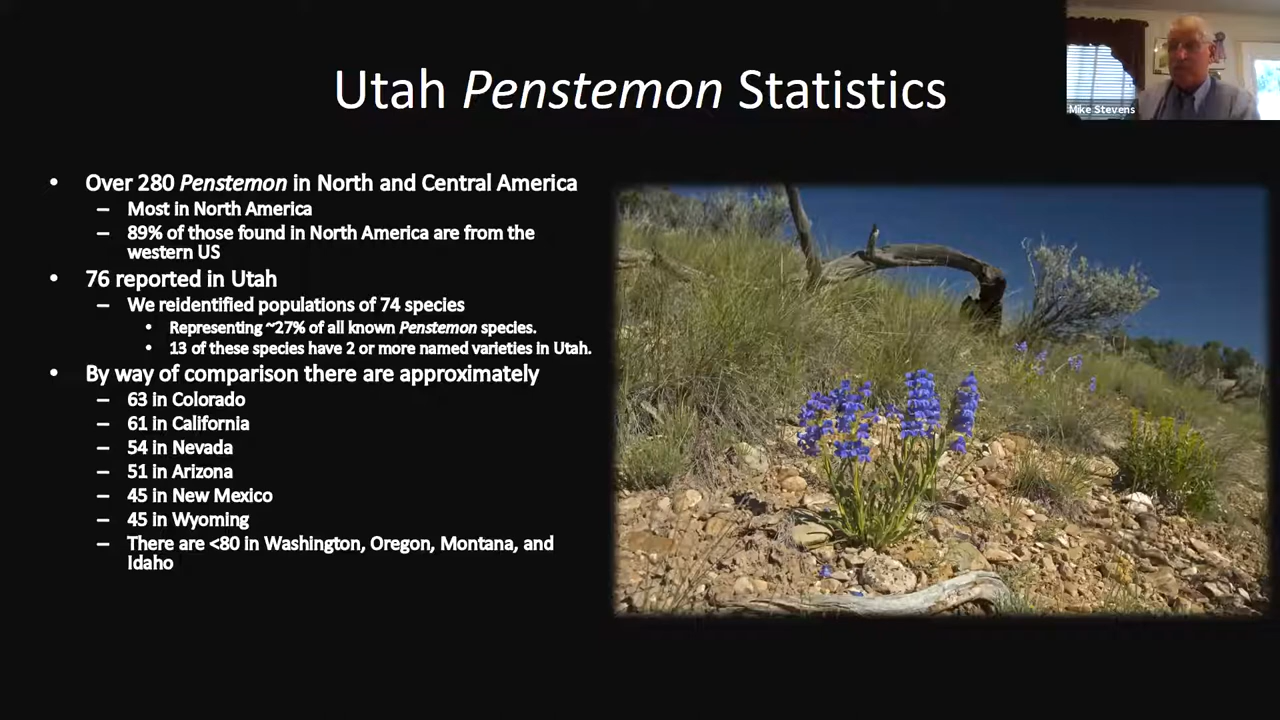 Utah Penstemon Statistics
Mike Stevens
• Over 280 Penstemon in North and Central America
– Most in North America
– 89% of those found in North America are from the
western US
• 76 reported in Utah
– We reidentified populations of 74 species
• Representing ~27% of all known Penstemon species.
• 13 of these species have 2 or more named varieties in Utah.
• By way of comparison there are approximately
– 63 in Colorado
– 61 in California
– 54 in Nevada
– 51 in Arizona
– 45 in New Mexico
– 45 in Wyoming
– There are <80 in Washington, Oregon, Montana, and
Idaho